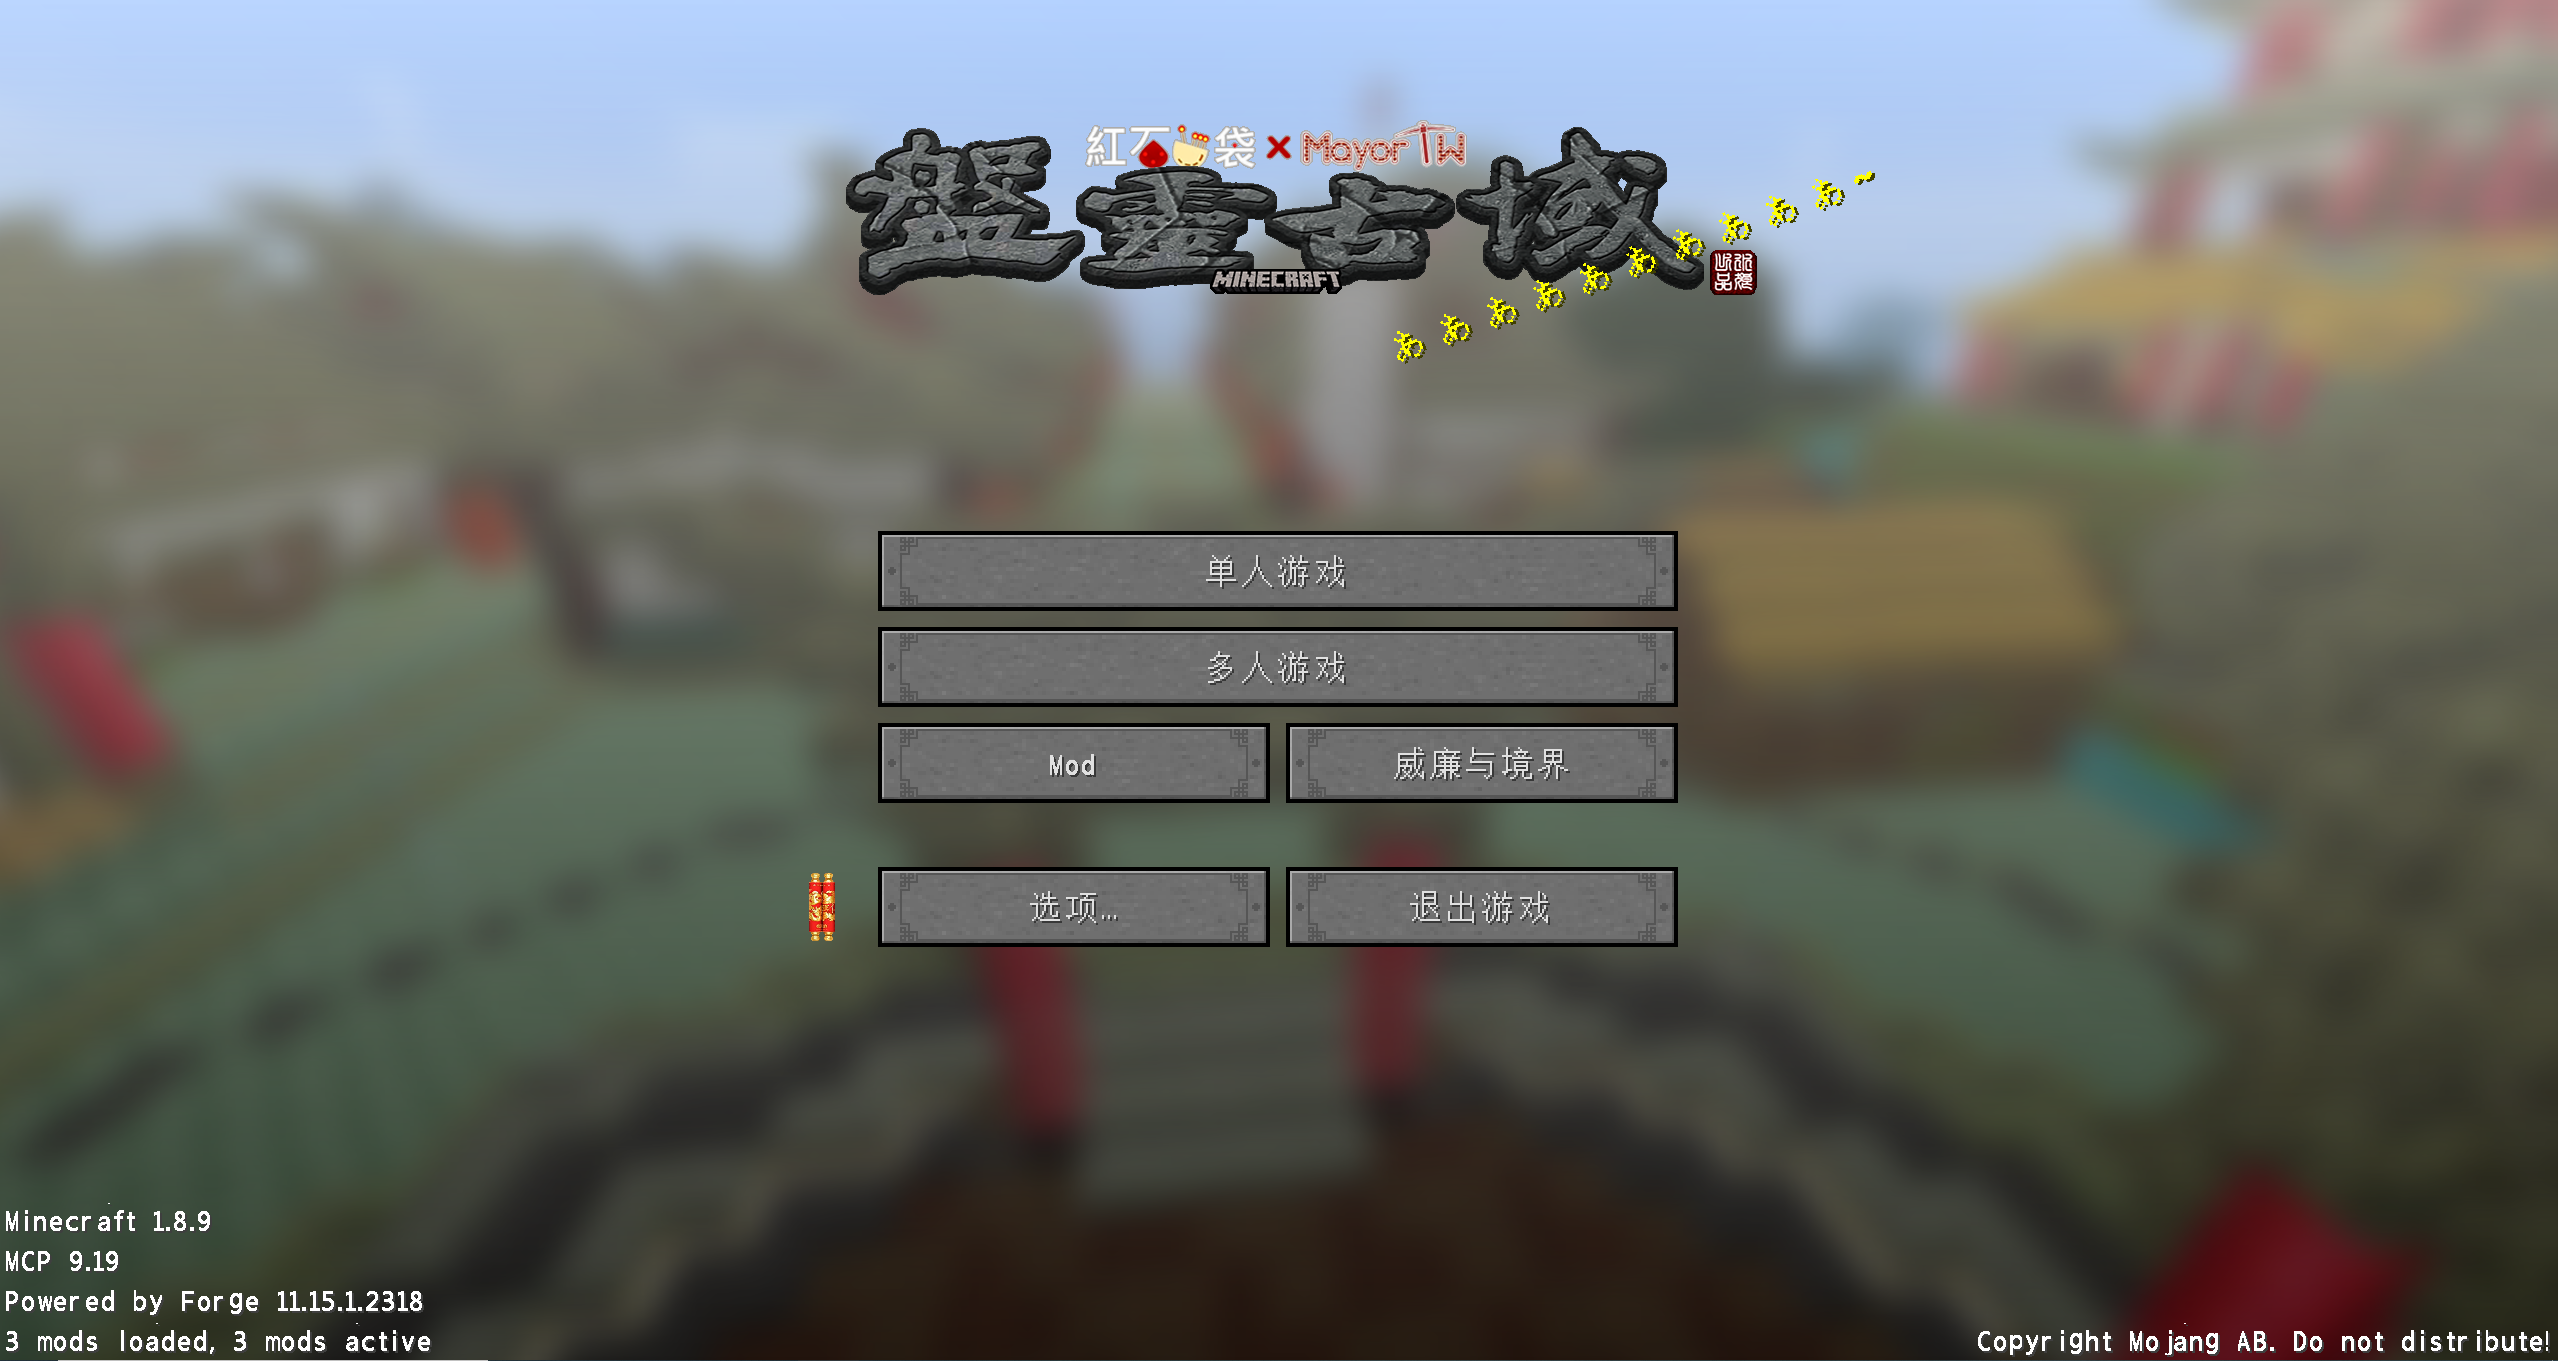 紅石口袋×MayorTW
盤靈古域
MINECRAFT
ああああああああああー
单人游戏
多人游戏
Mod
威廉与境界
选项...
退出游戏
Minecraft 1.8.9
MCP 9.19
Powered by Forge 11.15.1.2318
3 mods loaded, 3 mods active
Copyright Mojang AB. Do not distribute!